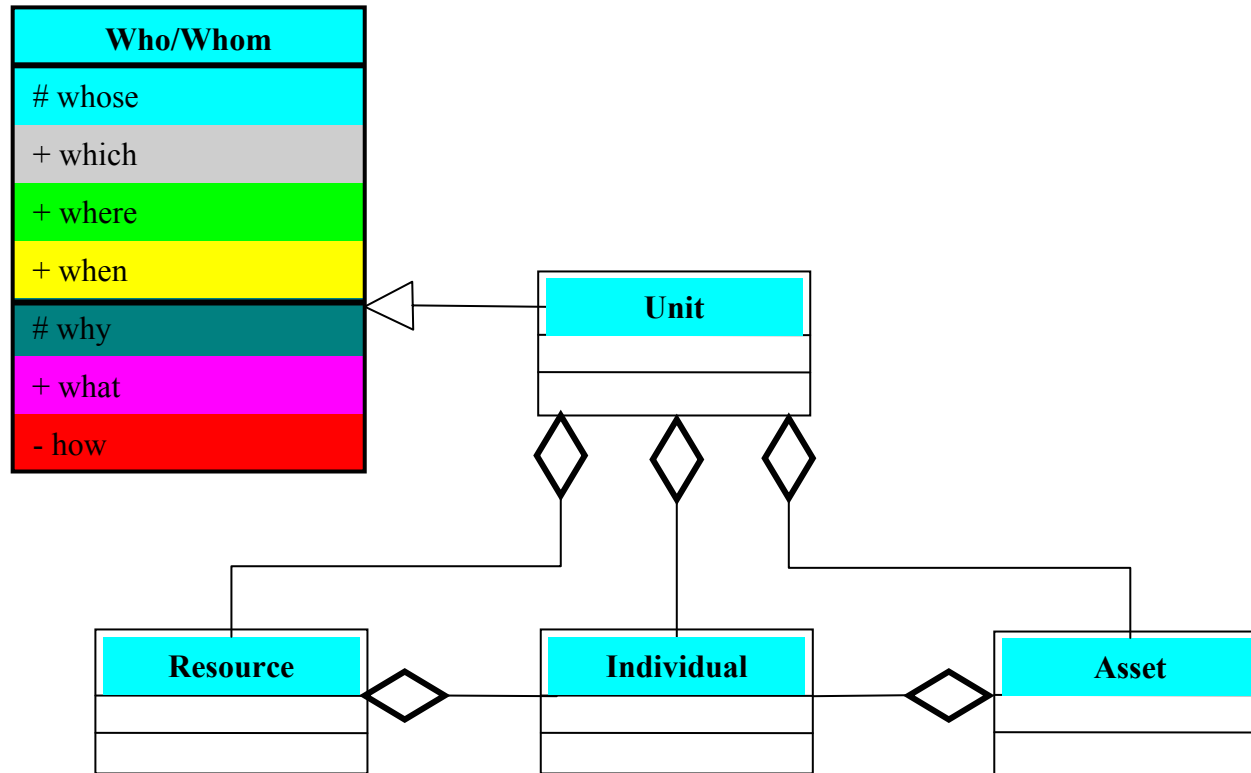 Who/Whom
# whose
+ which
+ where
+ when
# why
+ what
- how
Unit
Resource
Individual
Asset